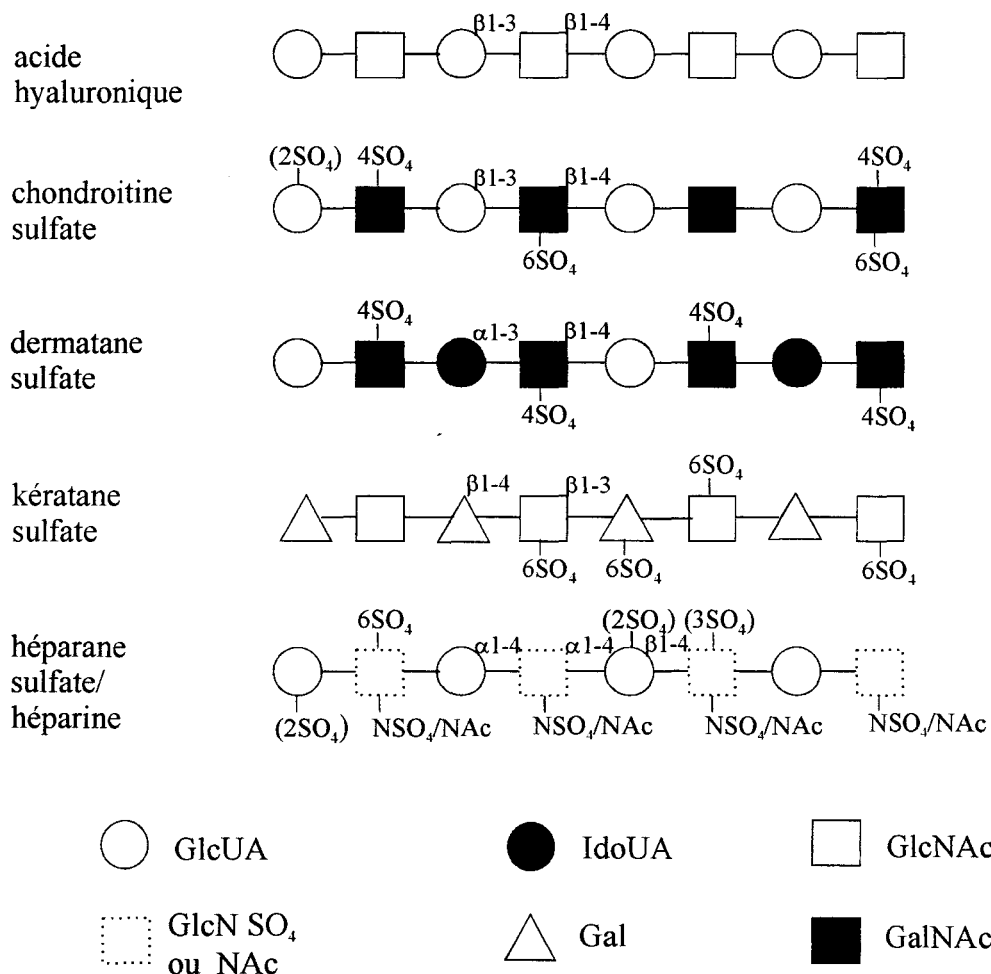 β1-3 β1-4
acide
hyaluronique
(2SO₄) 4SO₄ 4SO₄
β1-3 β1-4
chondroitine
sulfate
6SO₄ 6SO₄
4SO₄ 4SO₄
α1-3 β1-4
dermatane
sulfate
4SO₄ 4SO₄
6SO₄
β1-4 β1-3
kératane
sulfate
6SO₄ 6SO₄ 6SO₄
6SO₄ (2SO₄) (3SO₄)
α1-4 α1-4 β1-4
héparane
sulfate/
héparine
(2SO₄) NSO₄/NAc NSO₄/NAc NSO₄/NAc NSO₄/NAc
GlcUA IdoUA GlcNAc
GlcN SO₄
ou NAc
Gal GalNAc